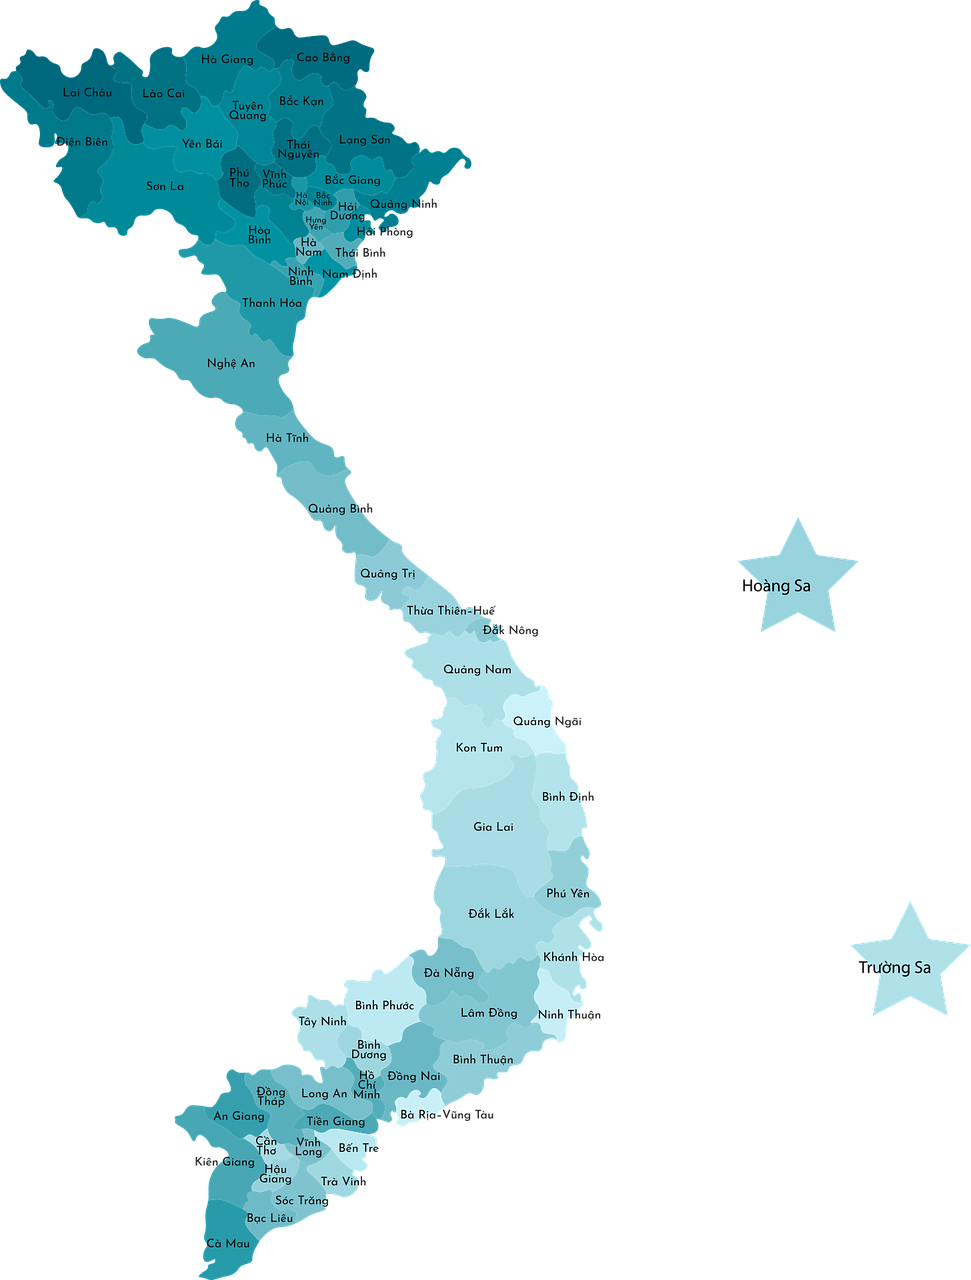 Hà Giang
Cao Bằng
Lai Châu
Lào Cai
Bắc Kạn
Tuyên
Quang
Điện Biên
Yên Bái
Thái
Nguyên
Lạng Sơn
Phú
Thọ
Vĩnh
Phúc
Bắc Giang
Sơn La
Hà
Nội
Bắc
Ninh
Hải
Dương
Quảng Ninh
Hưng
Yên
Hòa
Bình
Hải Phòng
Hà
Nam
Thái Bình
Ninh
Bình
Nam Định
Thanh Hóa
Nghệ An
Hà Tĩnh
Quảng Bình
Quảng Trị
Hoàng Sa
Thừa Thiên-Huế
Đắk Nông
Quảng Nam
Quảng Ngãi
Kon Tum
Bình Định
Gia Lai
Phú Yên
Đắk Lắk
Khánh Hòa
Trường Sa
Đà Nẵng
Bình Phước
Lâm Đồng
Ninh Thuận
Tây Ninh
Bình
Dương
Bình Thuận
Hồ
Chí
Minh
Đồng Nai
Đồng
Tháp
Long An
An Giang
Tiền Giang
Bà Rịa-Vũng Tàu
Cần
Thơ
Vĩnh
Long
Bến Tre
Kiên Giang
Hậu
Giang
Trà Vinh
Sóc Trăng
Bạc Liêu
Cà Mau